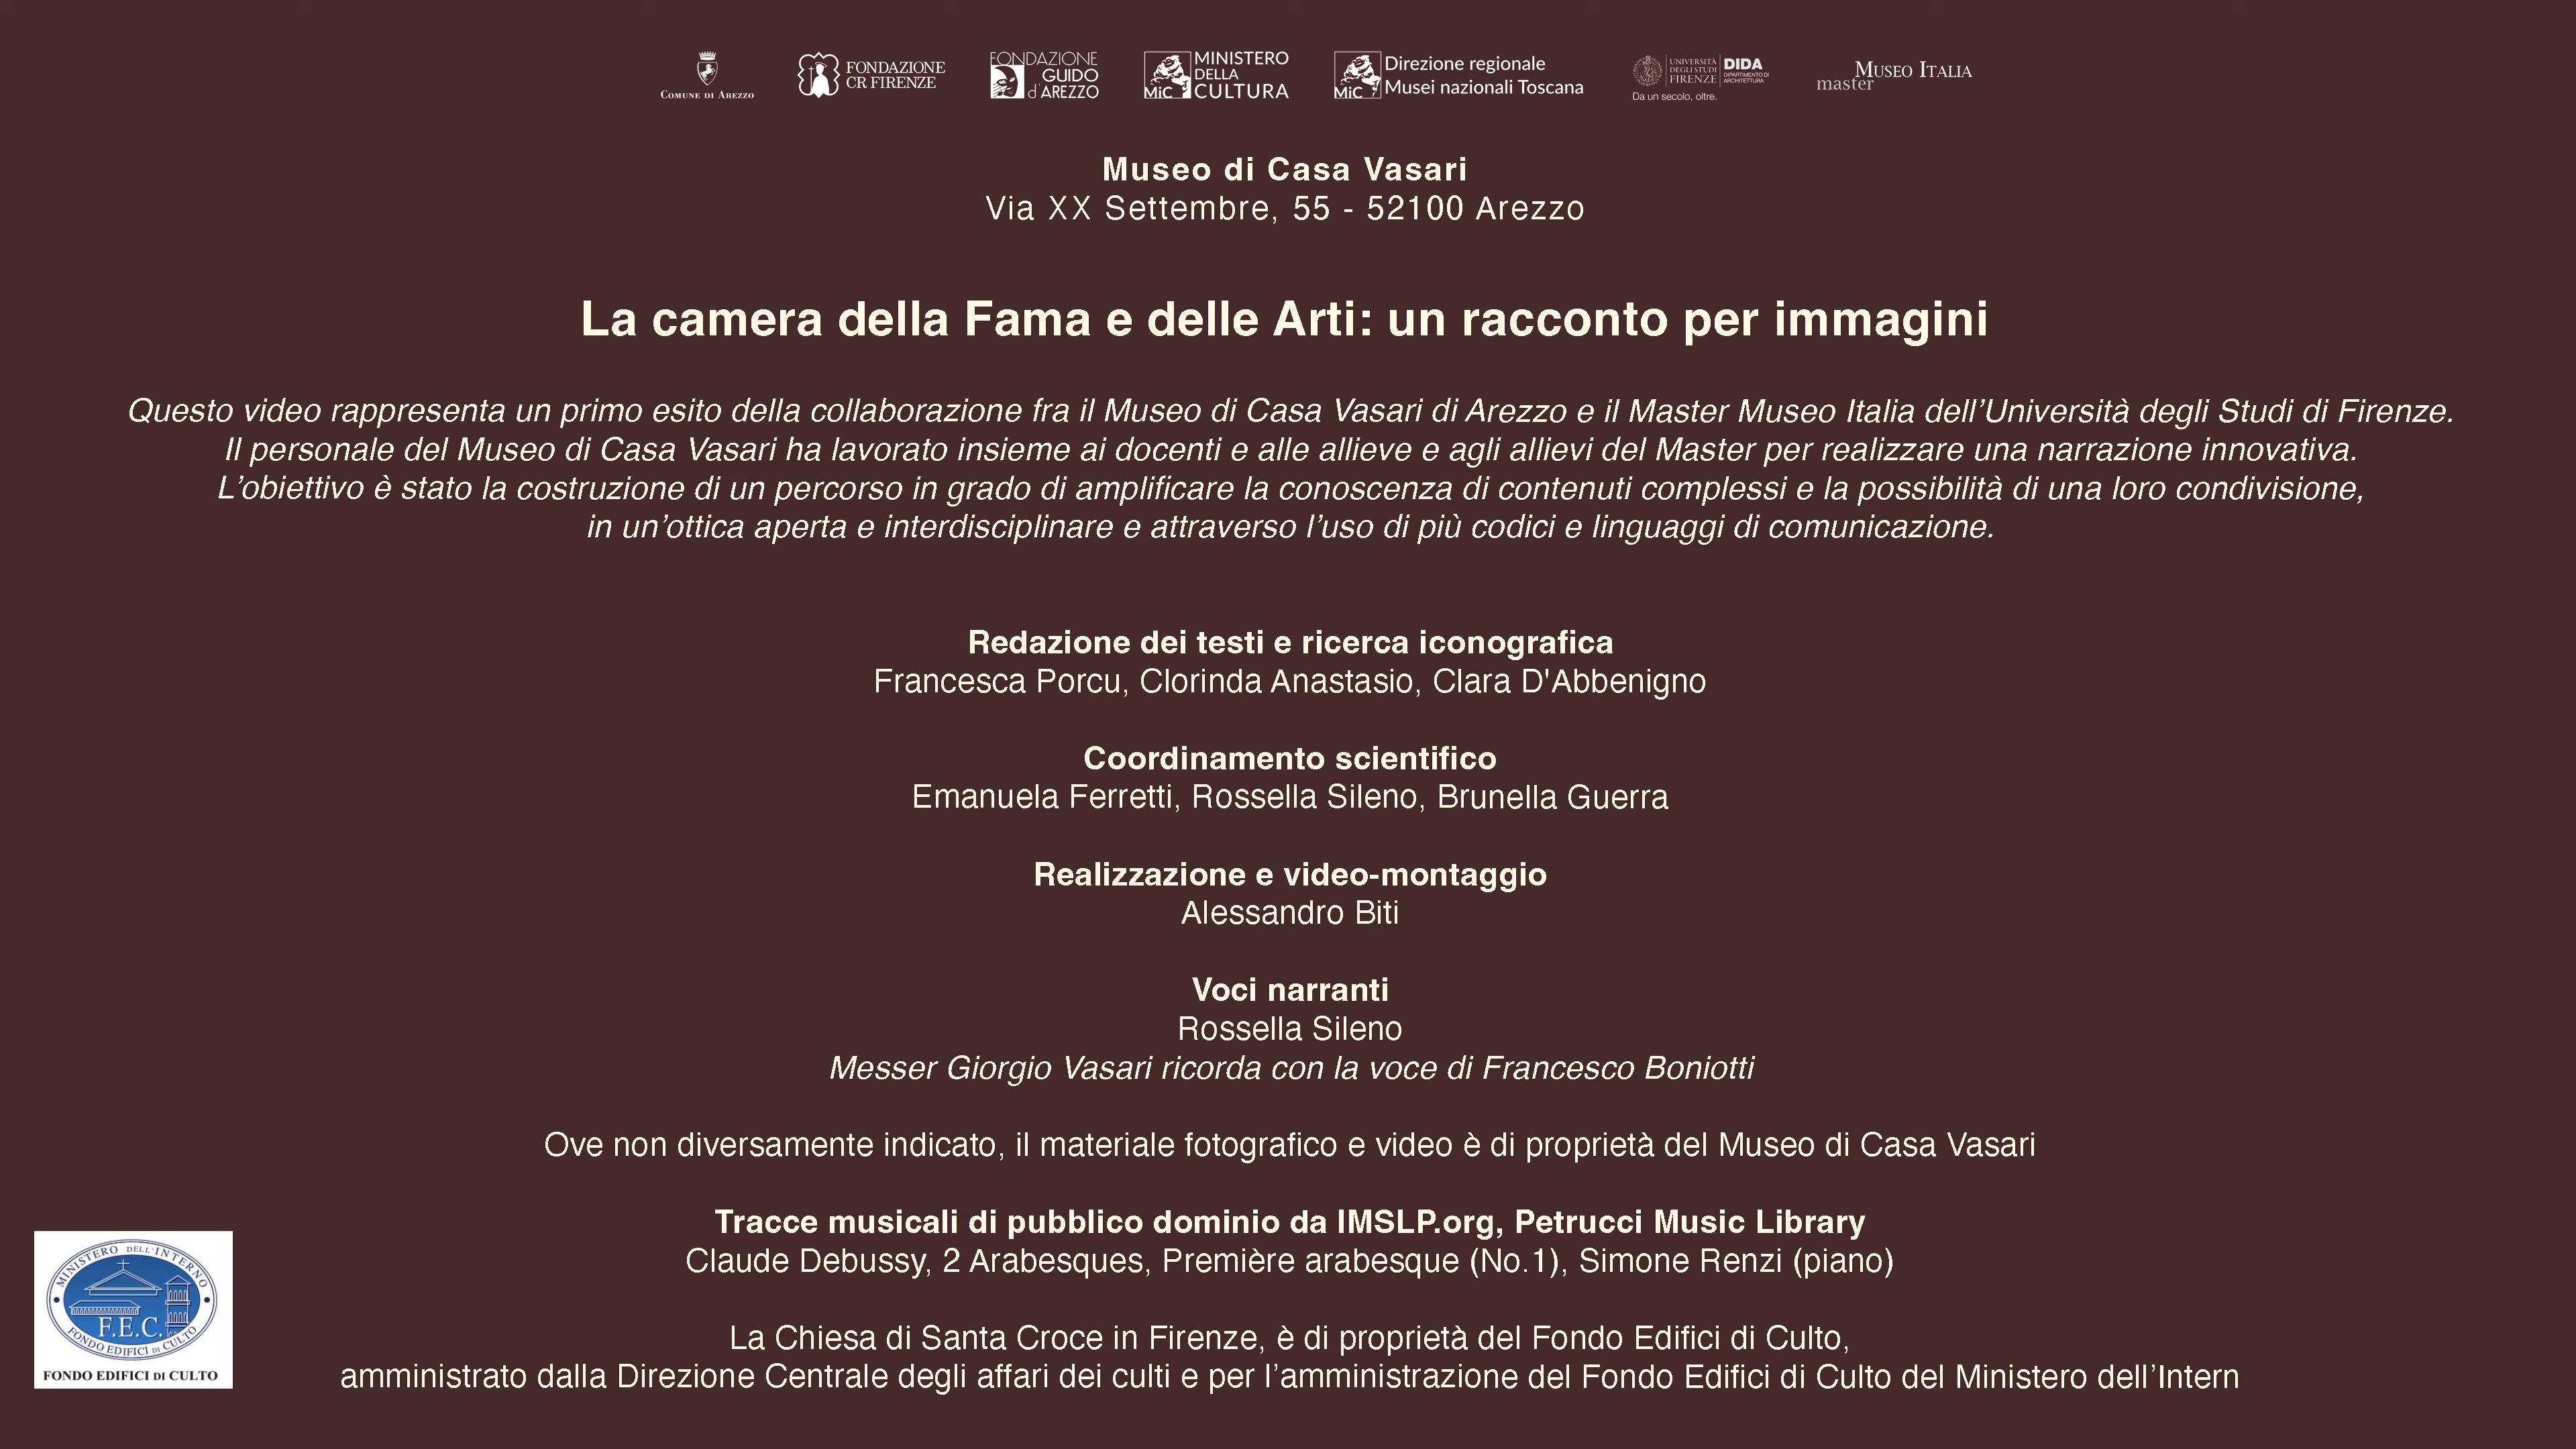 COMUNE DI AREZZO
FONDAZIONE
CR FIRENZE
FONDAZIONE
GUIDO
d'AREZZO
MiC
MINISTERO
DELLA
CULTURA
MiC
Direzione regionale
Musei nazionali Toscana
UNIVERSITÀ
DEGLI STUDI
FIRENZE
DIDA
DIPARTIMENTO DI
ARCHITETTURA
Da un secolo, oltre.
MUSEO ITALIA
master
Museo di Casa Vasari
Via XX Settembre, 55 - 52100 Arezzo
La camera della Fama e delle Arti: un racconto per immagini
Questo video rappresenta un primo esito della collaborazione fra il Museo di Casa Vasari di Arezzo e il Master Museo Italia dell’Università degli Studi di Firenze.
Il personale del Museo di Casa Vasari ha lavorato insieme ai docenti e alle allieve e agli allievi del Master per realizzare una narrazione innovativa.
L’obiettivo è stato la costruzione di un percorso in grado di amplificare la conoscenza di contenuti complessi e la possibilità di una loro condivisione,
in un’ottica aperta e interdisciplinare e attraverso l’uso di più codici e linguaggi di comunicazione.
Redazione dei testi e ricerca iconografica
Francesca Porcu, Clorinda Anastasio, Clara D'Abbenigno
Coordinamento scientifico
Emanuela Ferretti, Rossella Sileno, Brunella Guerra
Realizzazione e video-montaggio
Alessandro Biti
Voci narranti
Rossella Sileno
Messer Giorgio Vasari ricorda con la voce di Francesco Boniotti
Ove non diversamente indicato, il materiale fotografico e video è di proprietà del Museo di Casa Vasari
Tracce musicali di pubblico dominio da IMSLP.org, Petrucci Music Library
Claude Debussy, 2 Arabesques, Première arabesque (No.1), Simone Renzi (piano)
La Chiesa di Santa Croce in Firenze, è di proprietà del Fondo Edifici di Culto,
amministrato dalla Direzione Centrale degli affari dei culti e per l’amministrazione del Fondo Edifici di Culto del Ministero dell’Intern
MINISTERO DELL'INTERNO
F.E.C.
FONDO EDIFICI DI CULTO
FONDO EDIFICI DI CULTO